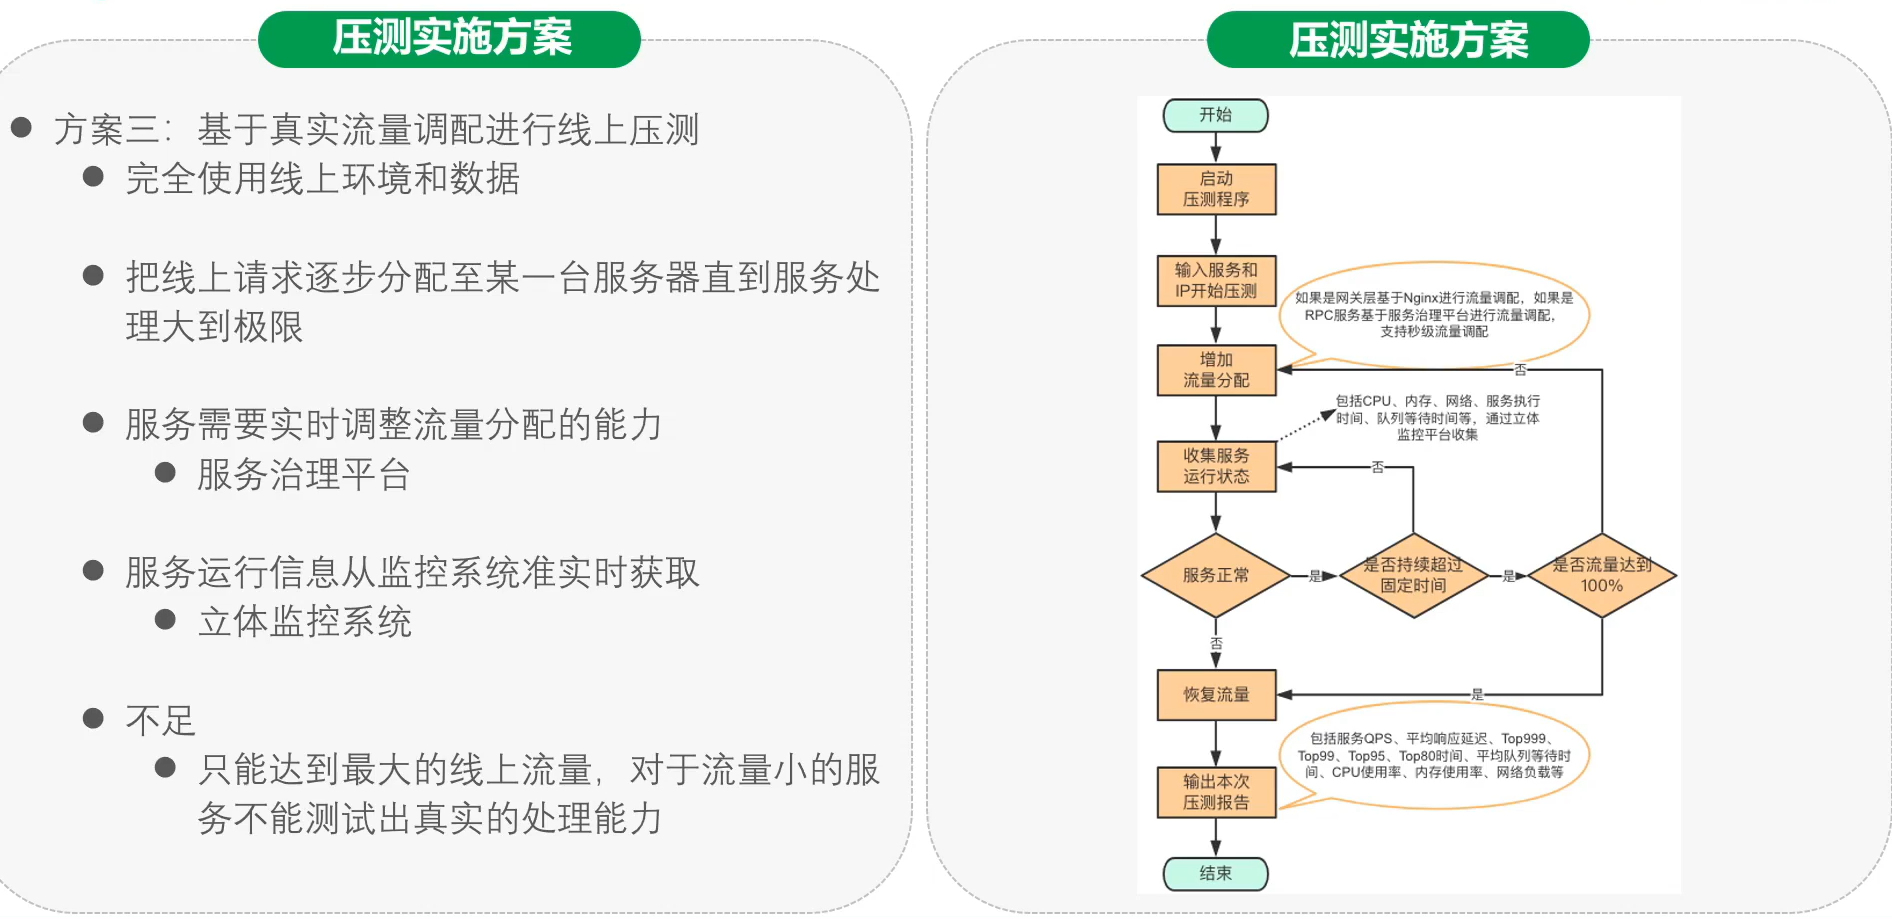 压测实施方案
方案三：基于真实流量调配进行线上压测
完全使用线上环境和数据
把线上请求逐步分配至某一台服务器直到服务处
理大到极限
服务需要实时调整流量分配的能力
服务治理平台
服务运行信息从监控系统准实时获取
立体监控系统
不足
只能达到最大的线上流量，对于流量小的服
务不能测试出真实的处理能力
压测实施方案
开始
启动
压测程序
输入服务和
IP开始压测
如果是网关层基于Nginx进行流量调配，如果是
RPC服务基于服务治理平台进行流量调配，
支持秒级流量调配
增加
流量分配
否
包括CPU、内存、网络、服务执行
时间、队列等待时间等，通过立体
监控平台收集
收集服务
运行状态
否
服务正常
是
是否持续超过
固定时间
是
是否流量达到
100%
否
恢复流量
是
包括服务QPS、平均响应延迟、Top999、
Top99、Top95、Top80时间、平均队列等待时
间、CPU使用率、内存使用率、网络负载等
输出本次
压测报告
结束